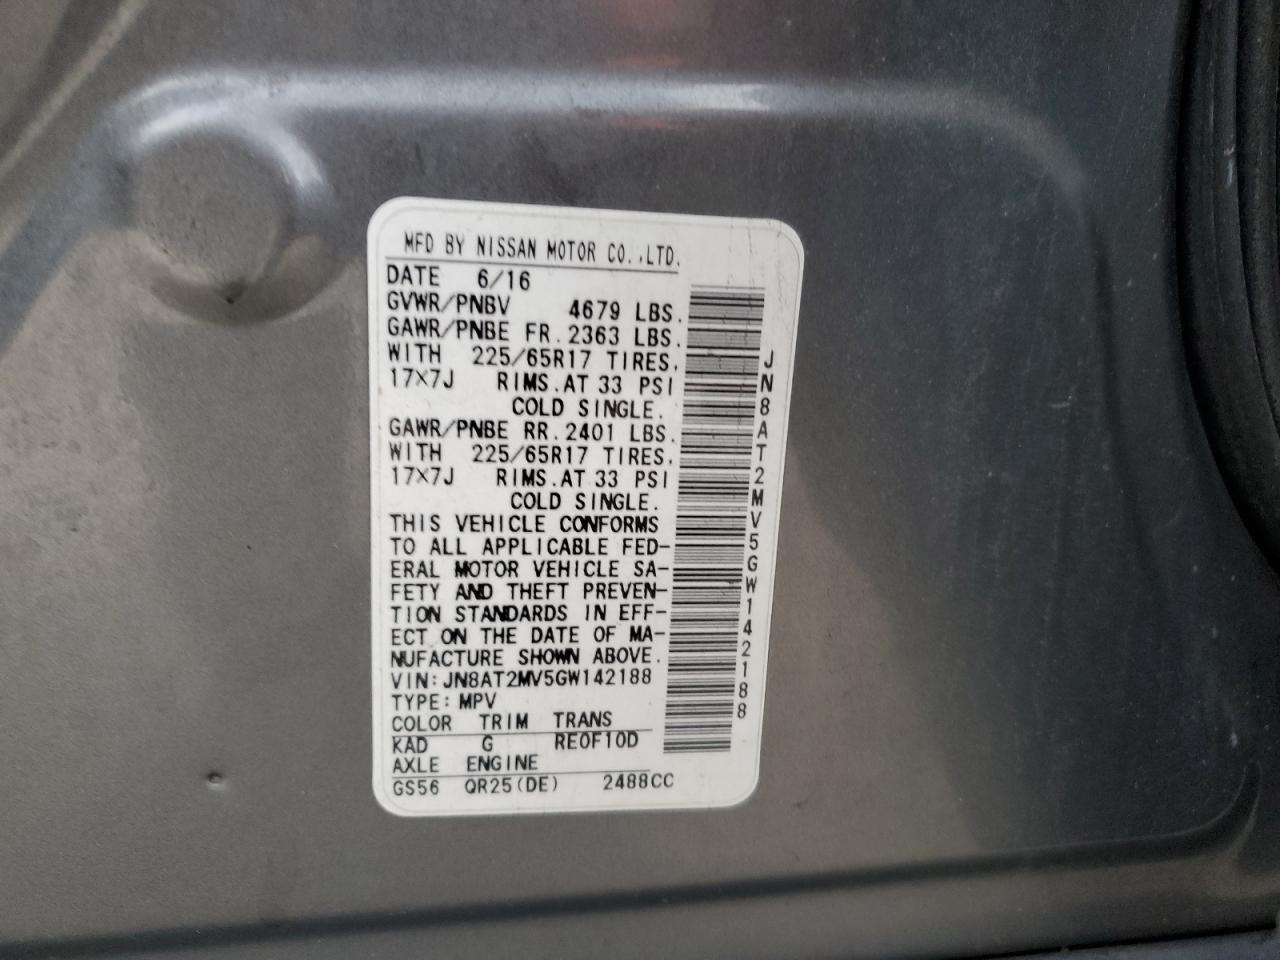 MFD BY NISSAN MOTOR CO.,LTD.
DATE 6/16
GVWR/PNBV 4679 LBS.
GAWR/PNBE FR. 2363 LBS.
WITH 225/65R17 TIRES,
17×7J RIMS.AT 33 PSI
COLD SINGLE.
GAWR/PNBE RR. 2401 LBS.
WITH 225/65R17 TIRES,
17×7J RIMS.AT 33 PSI
COLD SINGLE.
THIS VEHICLE CONFORMS
TO ALL APPLICABLE FED-
ERAL MOTOR VEHICLE SA-
FETY AND THEFT PREVEN-
TION STANDARDS IN EFF-
ECT ON THE DATE OF MA-
NUFACTURE SHOWN ABOVE.
VIN:JN8AT2MV5GW142188
TYPE:MPV
COLOR TRIM TRANS
KAD G RE0F10D
AXLE ENGINE
GS56 QR25(DE) 2488CC
JN8AT2MV5GW142188